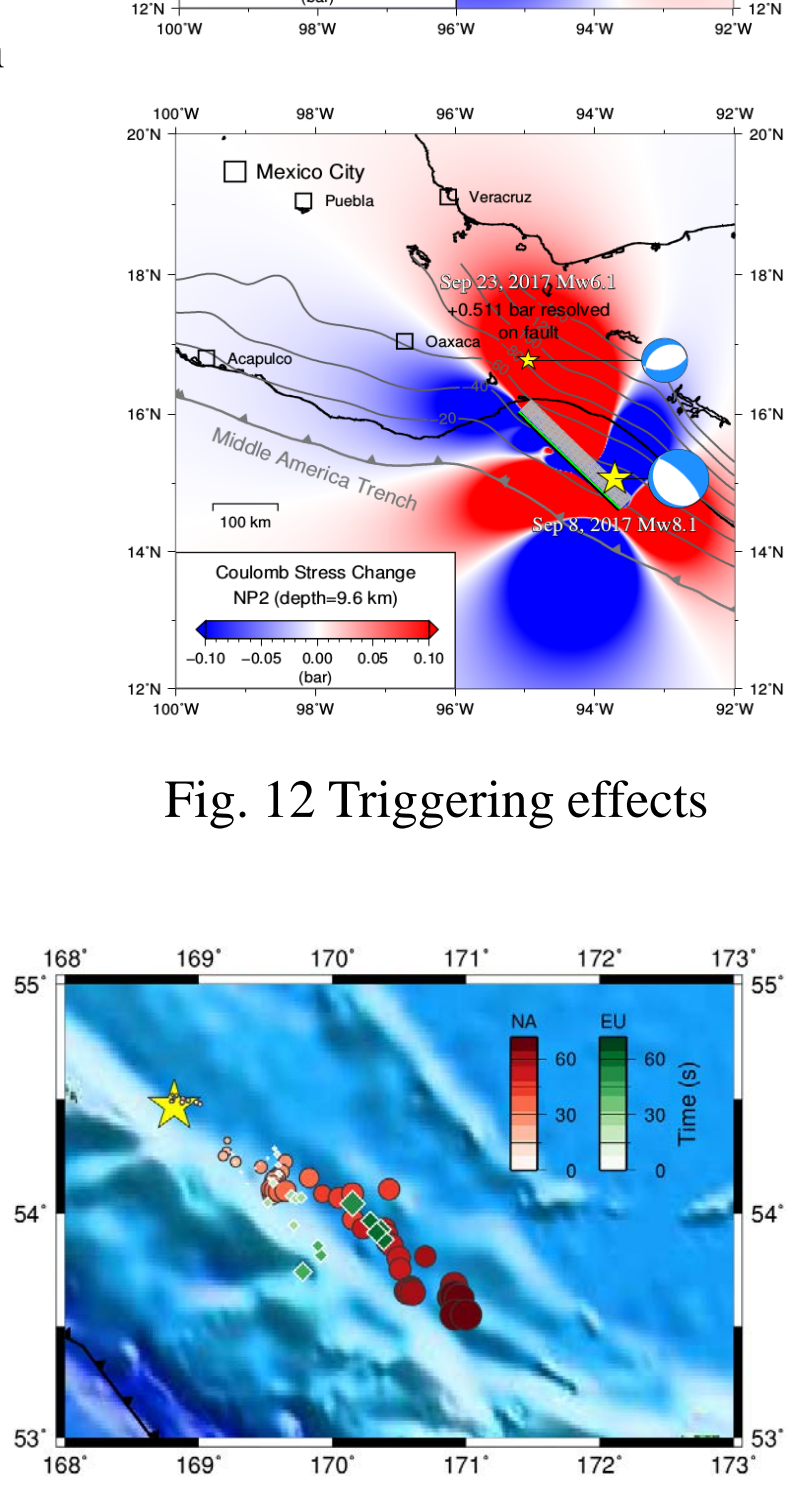 (bar)
12˚N 12˚N
100˚W 98˚W 96˚W 94˚W 92˚W
100˚W 98˚W 96˚W 94˚W 92˚W
20˚N 20˚N
Mexico City
Puebla Veracruz
18˚N 18˚N
Sep 23, 2017 Mw6.1
+0.511 bar resolved
on fault
Oaxaca
Acapulco
-80
-40
16˚N 16˚N
-20
Middle America Trench
100 km
Sep 8, 2017 Mw8.1
14˚N 14˚N
Coulomb Stress Change
NP2 (depth=9.6 km)
−0.10 −0.05 0.00 0.05 0.10
(bar)
12˚N 12˚N
100˚W 98˚W 96˚W 94˚W 92˚W
Fig. 12 Triggering effects
168˚ 169˚ 170˚ 171˚ 172˚ 173˚
55˚ 55˚
NA EU
60 60
30 30
0 0
Time (s)
54˚ 54˚
53˚ 53˚
168˚ 169˚ 170˚ 171˚ 172˚ 173˚